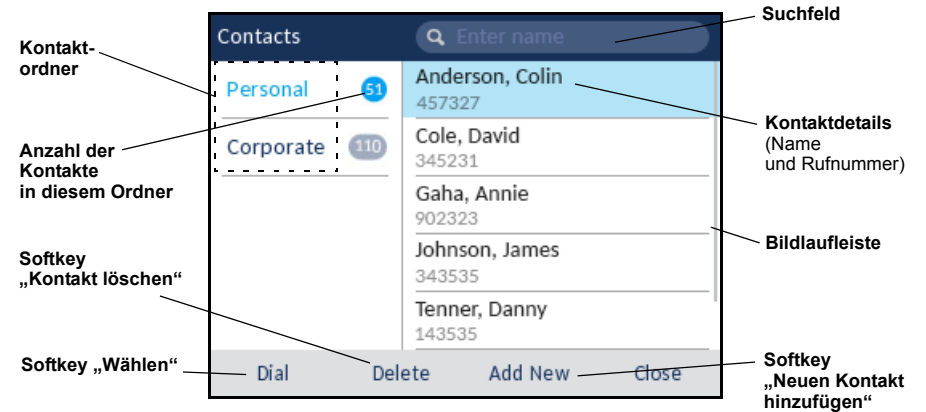 Suchfeld
Kontakt-
ordner
Contacts
Enter name
Personal
51
Corporate
110
Anderson, Colin
457327
Cole, David
345231
Gaha, Annie
902323
Johnson, James
343535
Tenner, Danny
143535
Kontaktdetails
(Name
und Rufnummer)
Anzahl der
Kontakte
in diesem Ordner
Bildlaufleiste
Softkey
„Kontakt löschen“
Softkey „Wählen“
Dial
Delete
Add New
Close
Softkey
„Neuen Kontakt
hinzufügen“